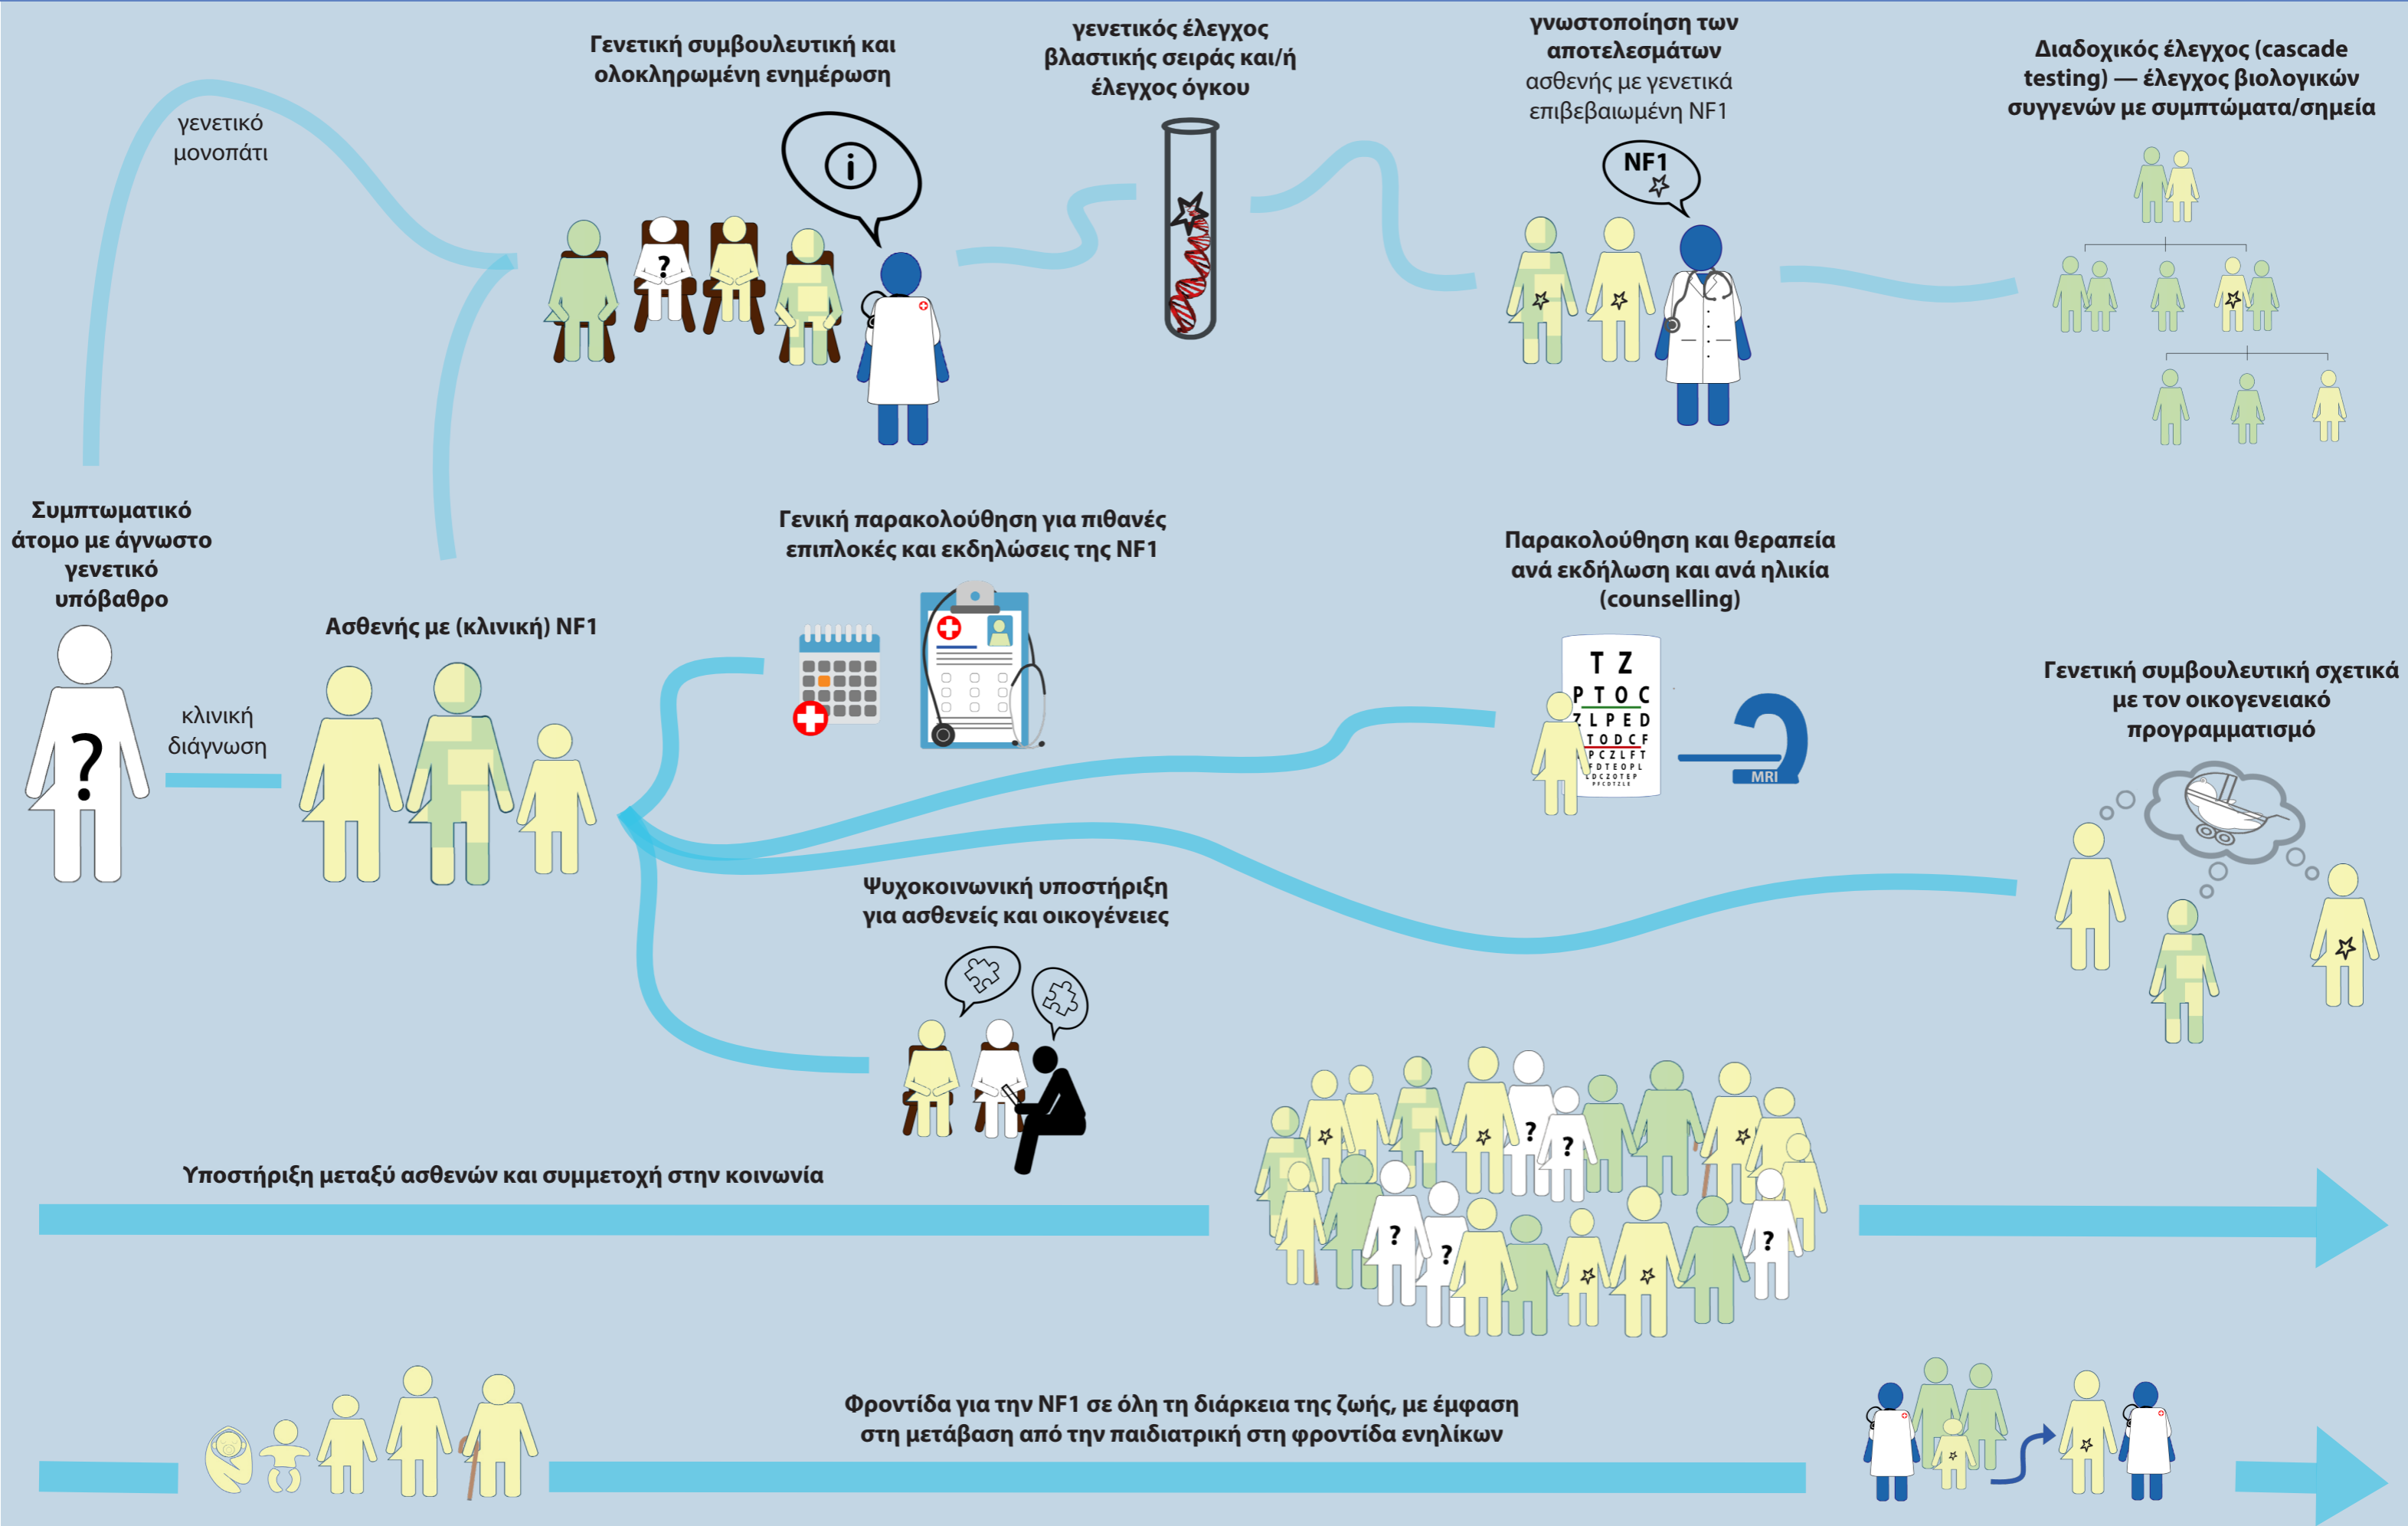 Γενετική συμβουλευτική και
ολοκληρωμένη ενημέρωση
γενετικός έλεγχος
βλαστικής σειράς και/ή
έλεγχος όγκου
γνωστοποίηση των
αποτελεσμάτων
ασθενής με γενετικά
επιβεβαιωμένη NF1
Διαδοχικός έλεγχος (cascade
testing) — έλεγχος βιολογικών
συγγενών με συμπτώματα/σημεία
γενετικό
μονοπάτι
i
?
NF1
Συμπτωματικό
άτομο με άγνωστο
γενετικό
υπόβαθρο
?
κλινική
διάγνωση
Ασθενής με (κλινική) NF1
Γενική παρακολούθηση για πιθανές
επιπλοκές και εκδηλώσεις της NF1
Παρακολούθηση και θεραπεία
ανά εκδήλωση και ανά ηλικία
(counselling)
T Z
P T O C
Z L P E D
T O D C F
P C Z L F T
F D T E O P L
L D C Z O T E P
P F C D T Z L E
MRI
Γενετική συμβουλευτική σχετικά
με τον οικογενειακό
προγραμματισμό
Ψυχοκοινωνική υποστήριξη
για ασθενείς και οικογένειες
Υποστήριξη μεταξύ ασθενών και συμμετοχή στην κοινωνία
?
?
?
?
?
Φροντίδα για την NF1 σε όλη τη διάρκεια της ζωής, με έμφαση
στη μετάβαση από την παιδιατρική στη φροντίδα ενηλίκων